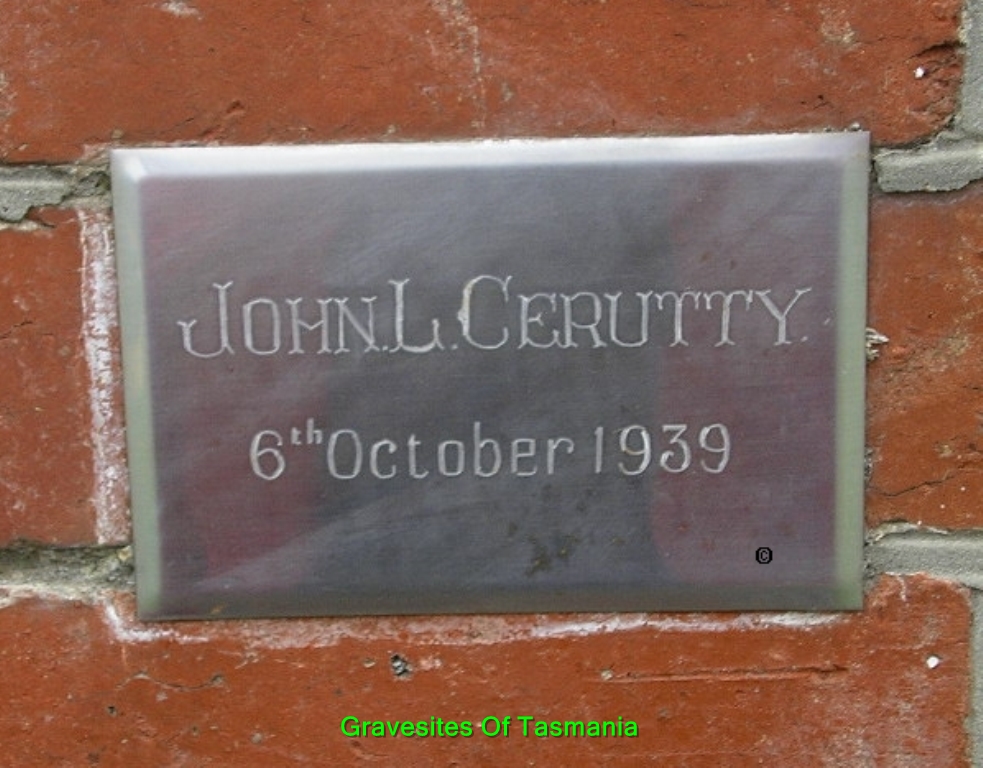 JOHN.L.CERUTTY.
6th October 1939
©
Gravesites Of Tasmania